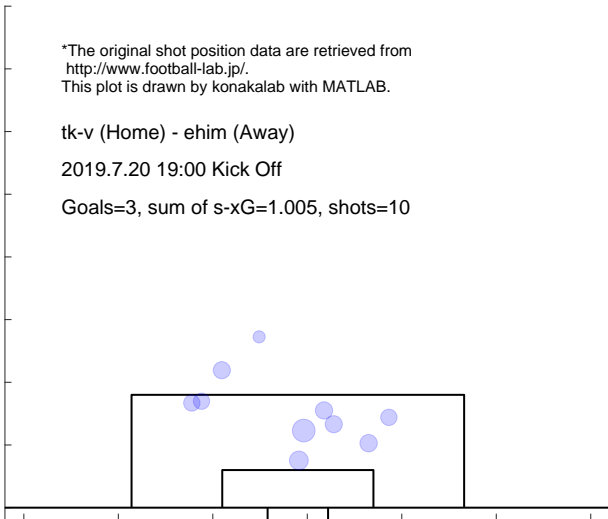 *The original shot position data are retrieved from
http://www.football-lab.jp/.
This plot is drawn by konakalab with MATLAB.
tk-v (Home) - ehim (Away)
2019.7.20 19:00 Kick Off
Goals=3, sum of s-xG=1.005, shots=10